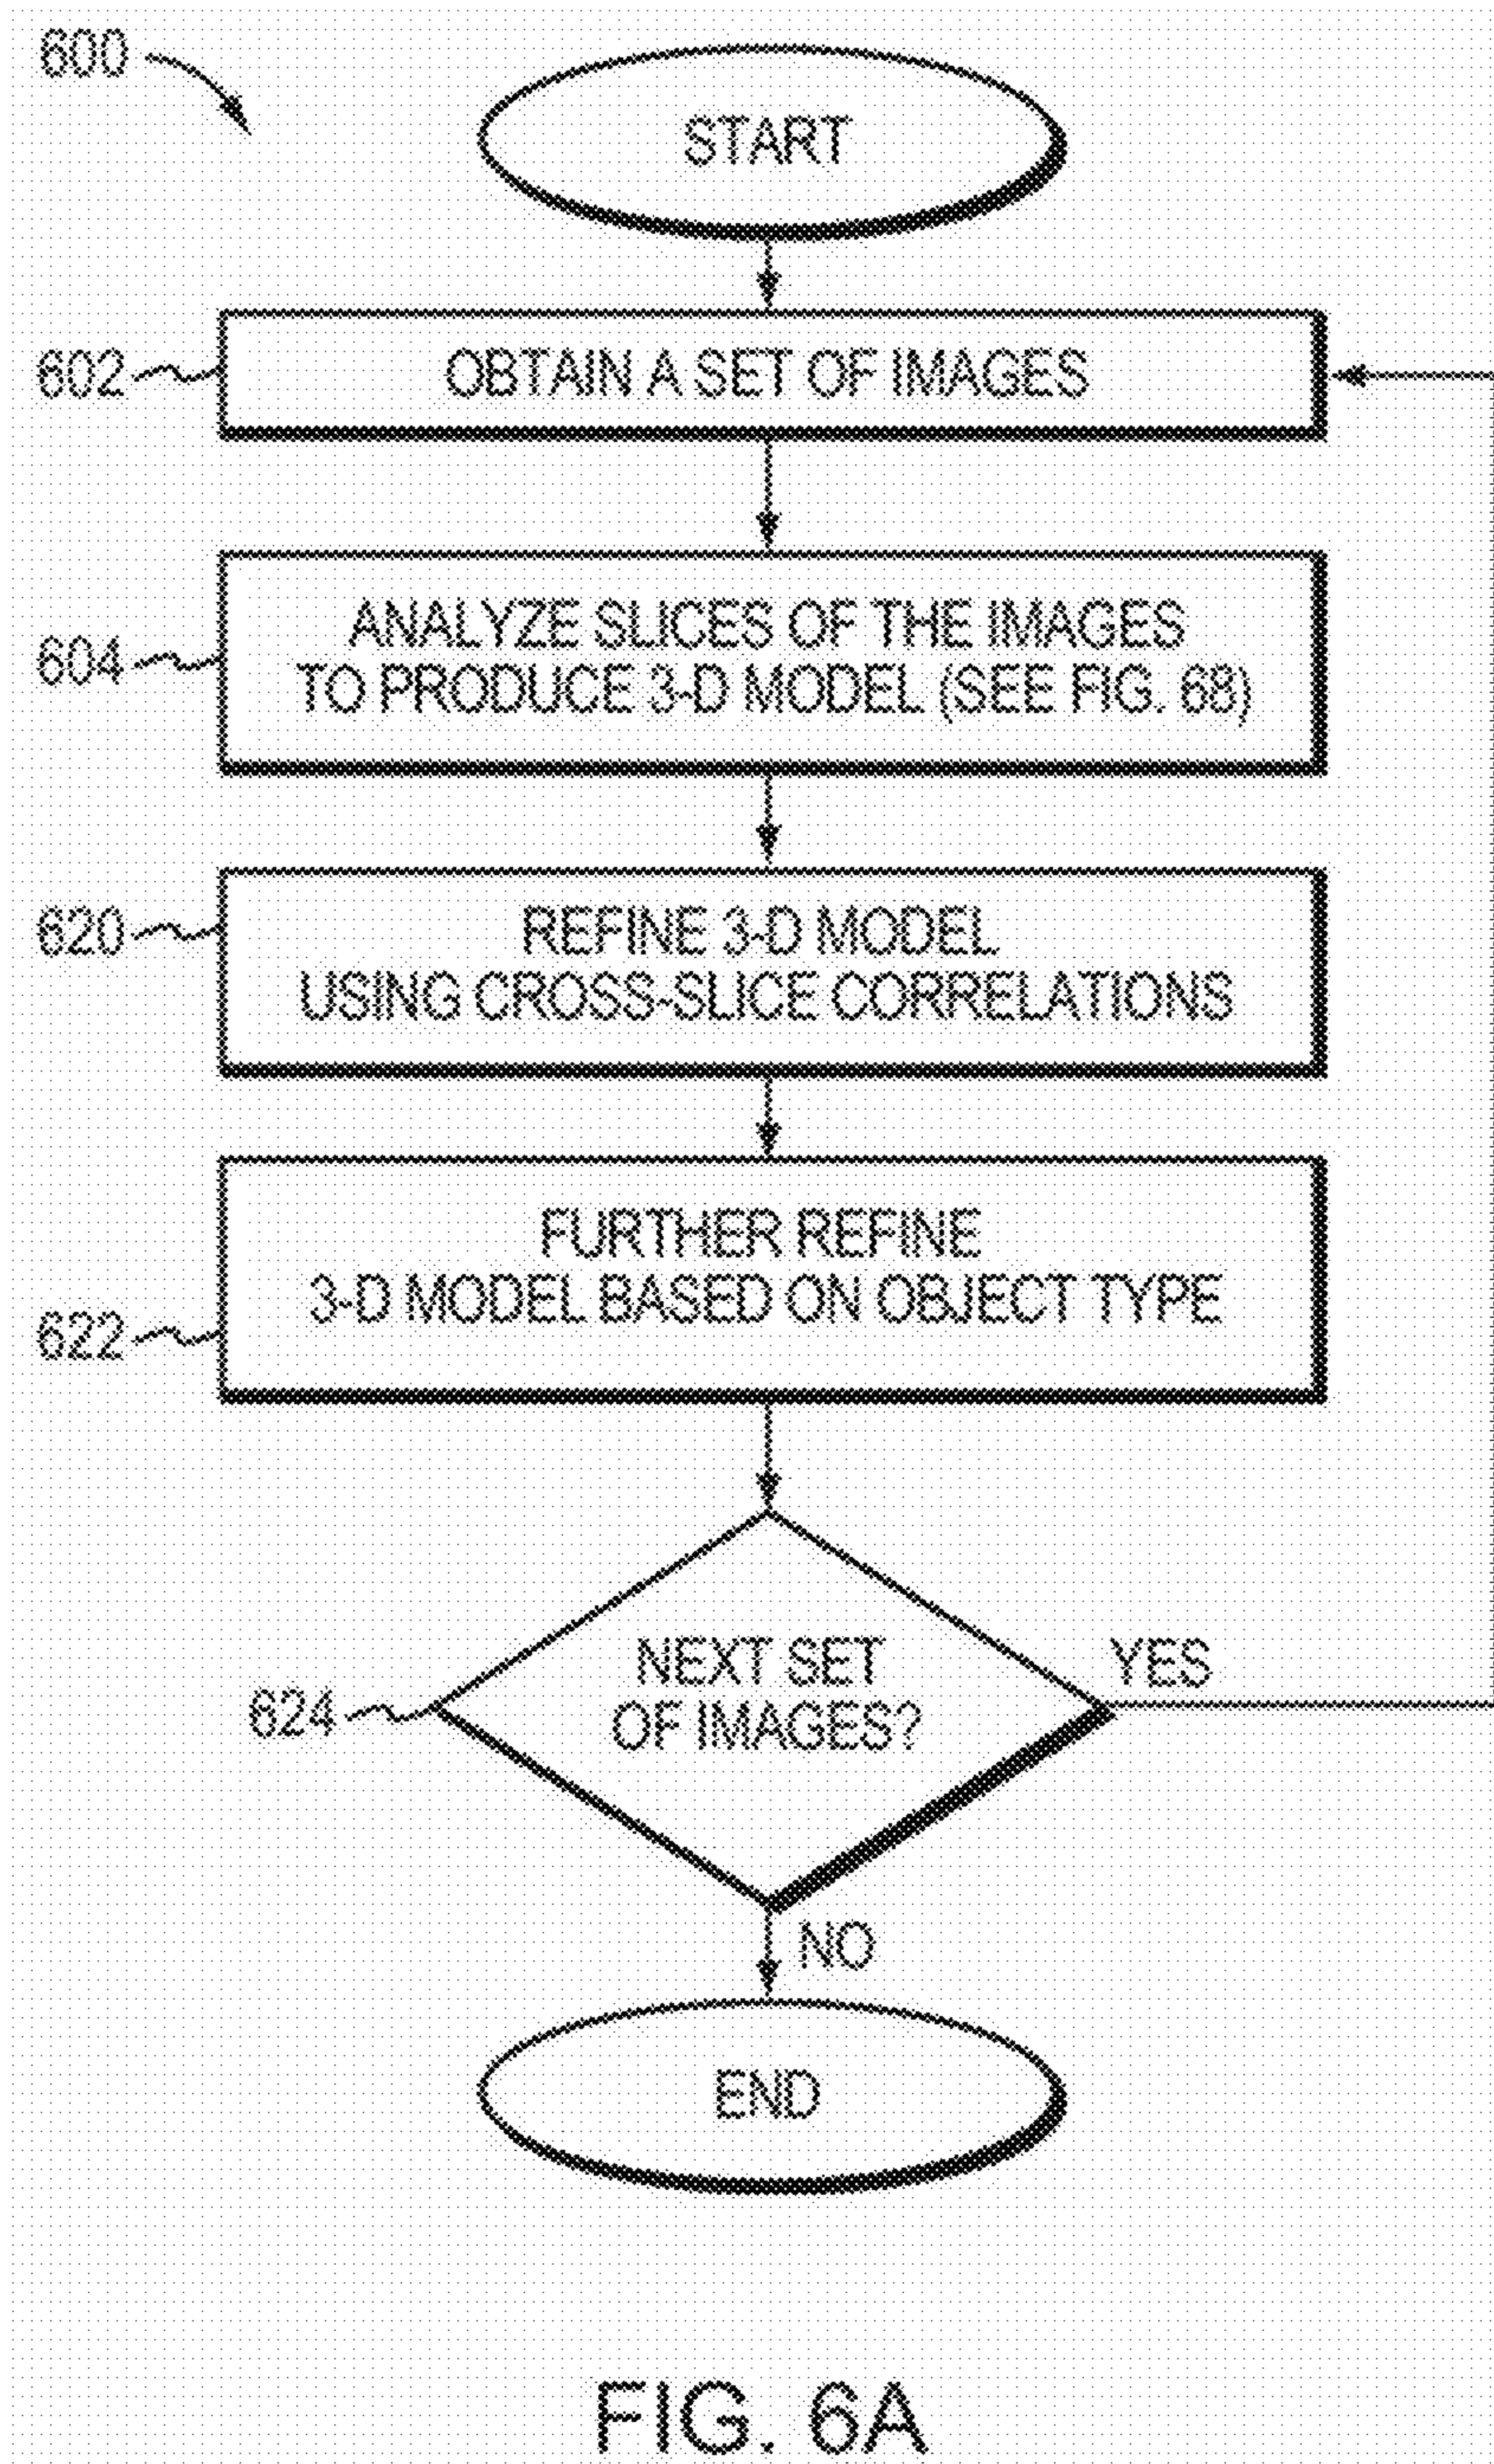 600
START
602
OBTAIN A SET OF IMAGES
604
ANALYZE SLICES OF THE IMAGES
TO PRODUCE 3-D MODEL (SEE FIG. 6B)
620
REFINE 3-D MODEL
USING CROSS-SLICE CORRELATIONS
FURTHER REFINE
3-D MODEL BASED ON OBJECT TYPE
622
NEXT SET
OF IMAGES?
YES
624
NO
END
FIG. 6A